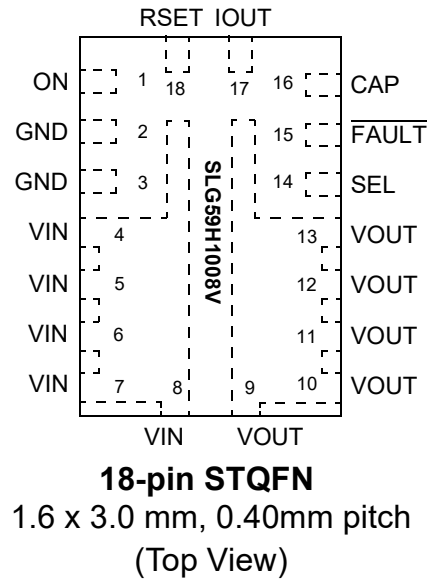 RSET IOUT
18 17
ON 1 16 CAP
GND 2 15 FAULT
GND 3 14 SEL
SLG59H1008V
VIN 4 13 VOUT
VIN 5 12 VOUT
VIN 6 11 VOUT
VIN 7 8 9 10 VOUT
VIN VOUT
18-pin STQFN
1.6 x 3.0 mm, 0.40mm pitch
(Top View)